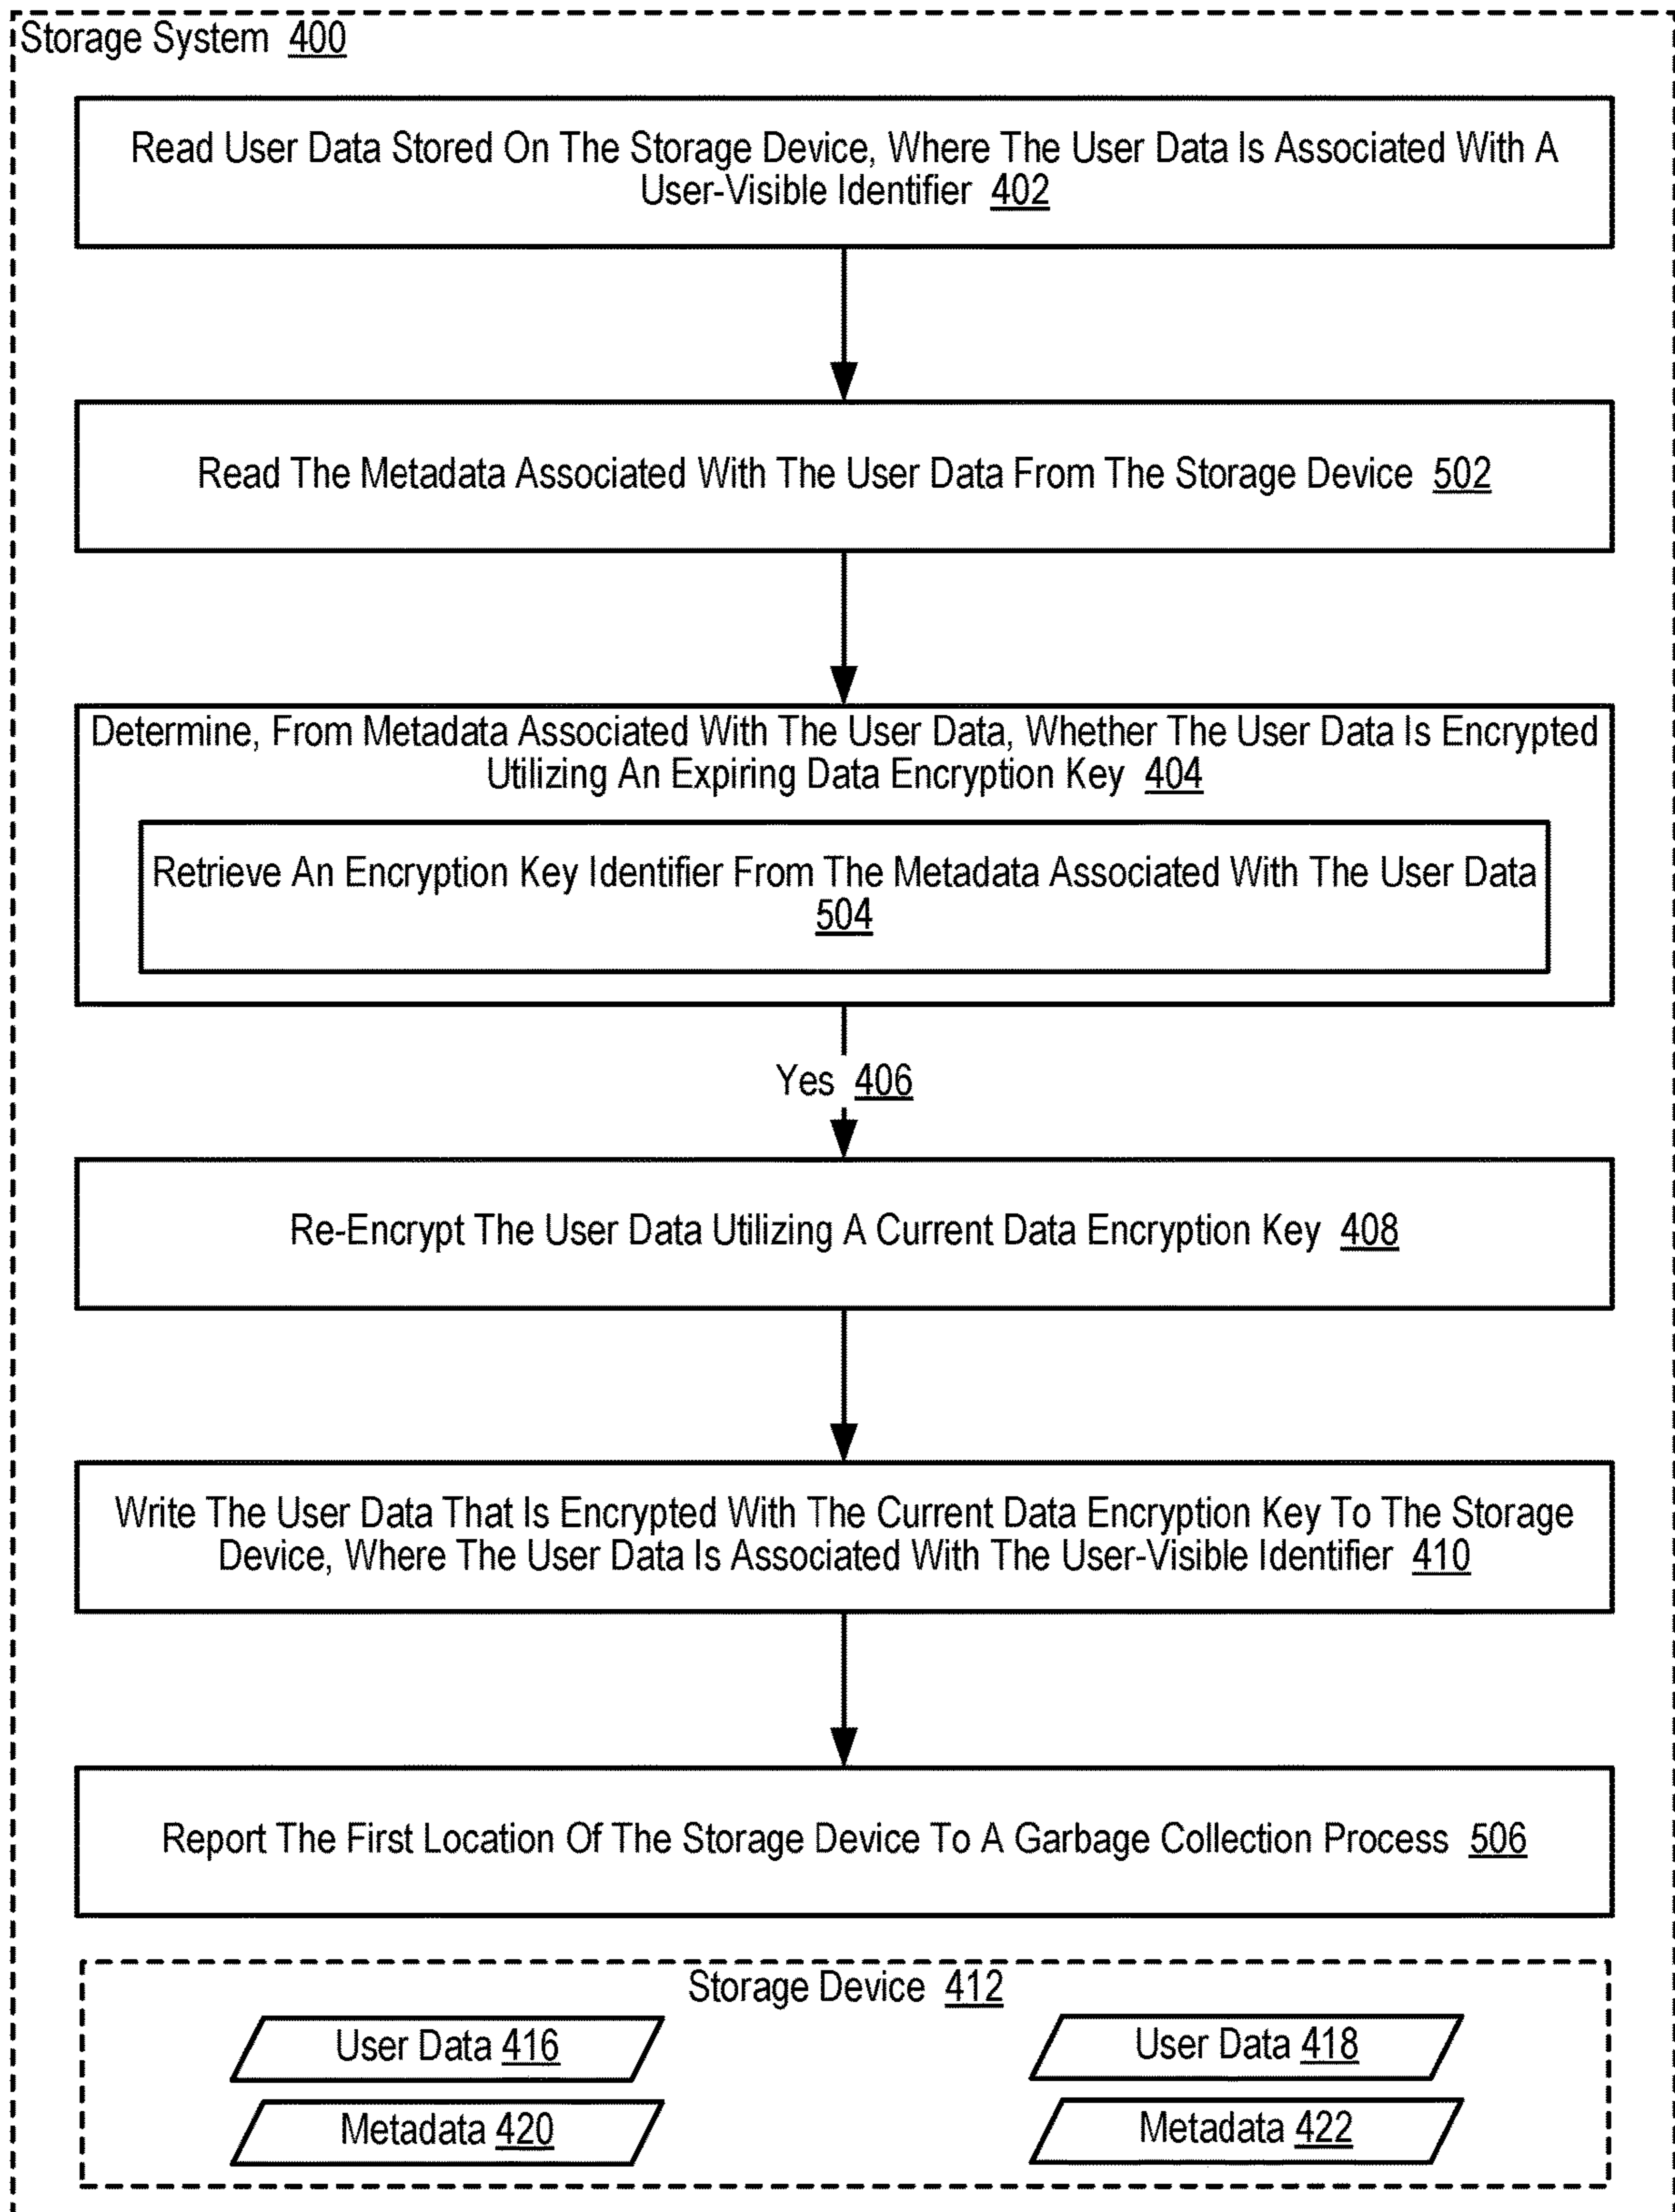 Storage System 400
Read User Data Stored On The Storage Device, Where The User Data Is Associated With A
User-Visible Identifier 402
Read The Metadata Associated With The User Data From The Storage Device 502
Determine, From Metadata Associated With The User Data, Whether The User Data Is Encrypted
Utilizing An Expiring Data Encryption Key 404
Retrieve An Encryption Key Identifier From The Metadata Associated With The User Data
504
Yes 406
Re-Encrypt The User Data Utilizing A Current Data Encryption Key 408
Write The User Data That Is Encrypted With The Current Data Encryption Key To The Storage
Device, Where The User Data Is Associated With The User-Visible Identifier 410
Report The First Location Of The Storage Device To A Garbage Collection Process 506
Storage Device 412
User Data 416
User Data 418
Metadata 420
Metadata 422